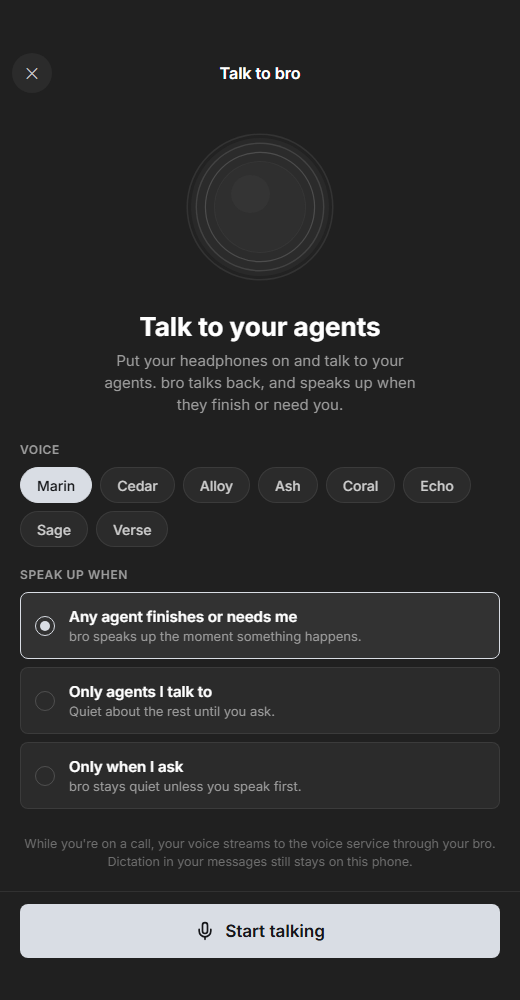 Talk to bro
Talk to your agents
Put your headphones on and talk to your
agents. bro talks back, and speaks up when
they finish or need you.
VOICE
Marin Cedar Alloy Ash Coral Echo
Sage Verse
SPEAK UP WHEN
Any agent finishes or needs me
bro speaks up the moment something happens.
Only agents I talk to
Quiet about the rest until you ask.
Only when I ask
bro stays quiet unless you speak first.
While you're on a call, your voice streams to the voice service through your bro.
Dictation in your messages still stays on this phone.
Start talking